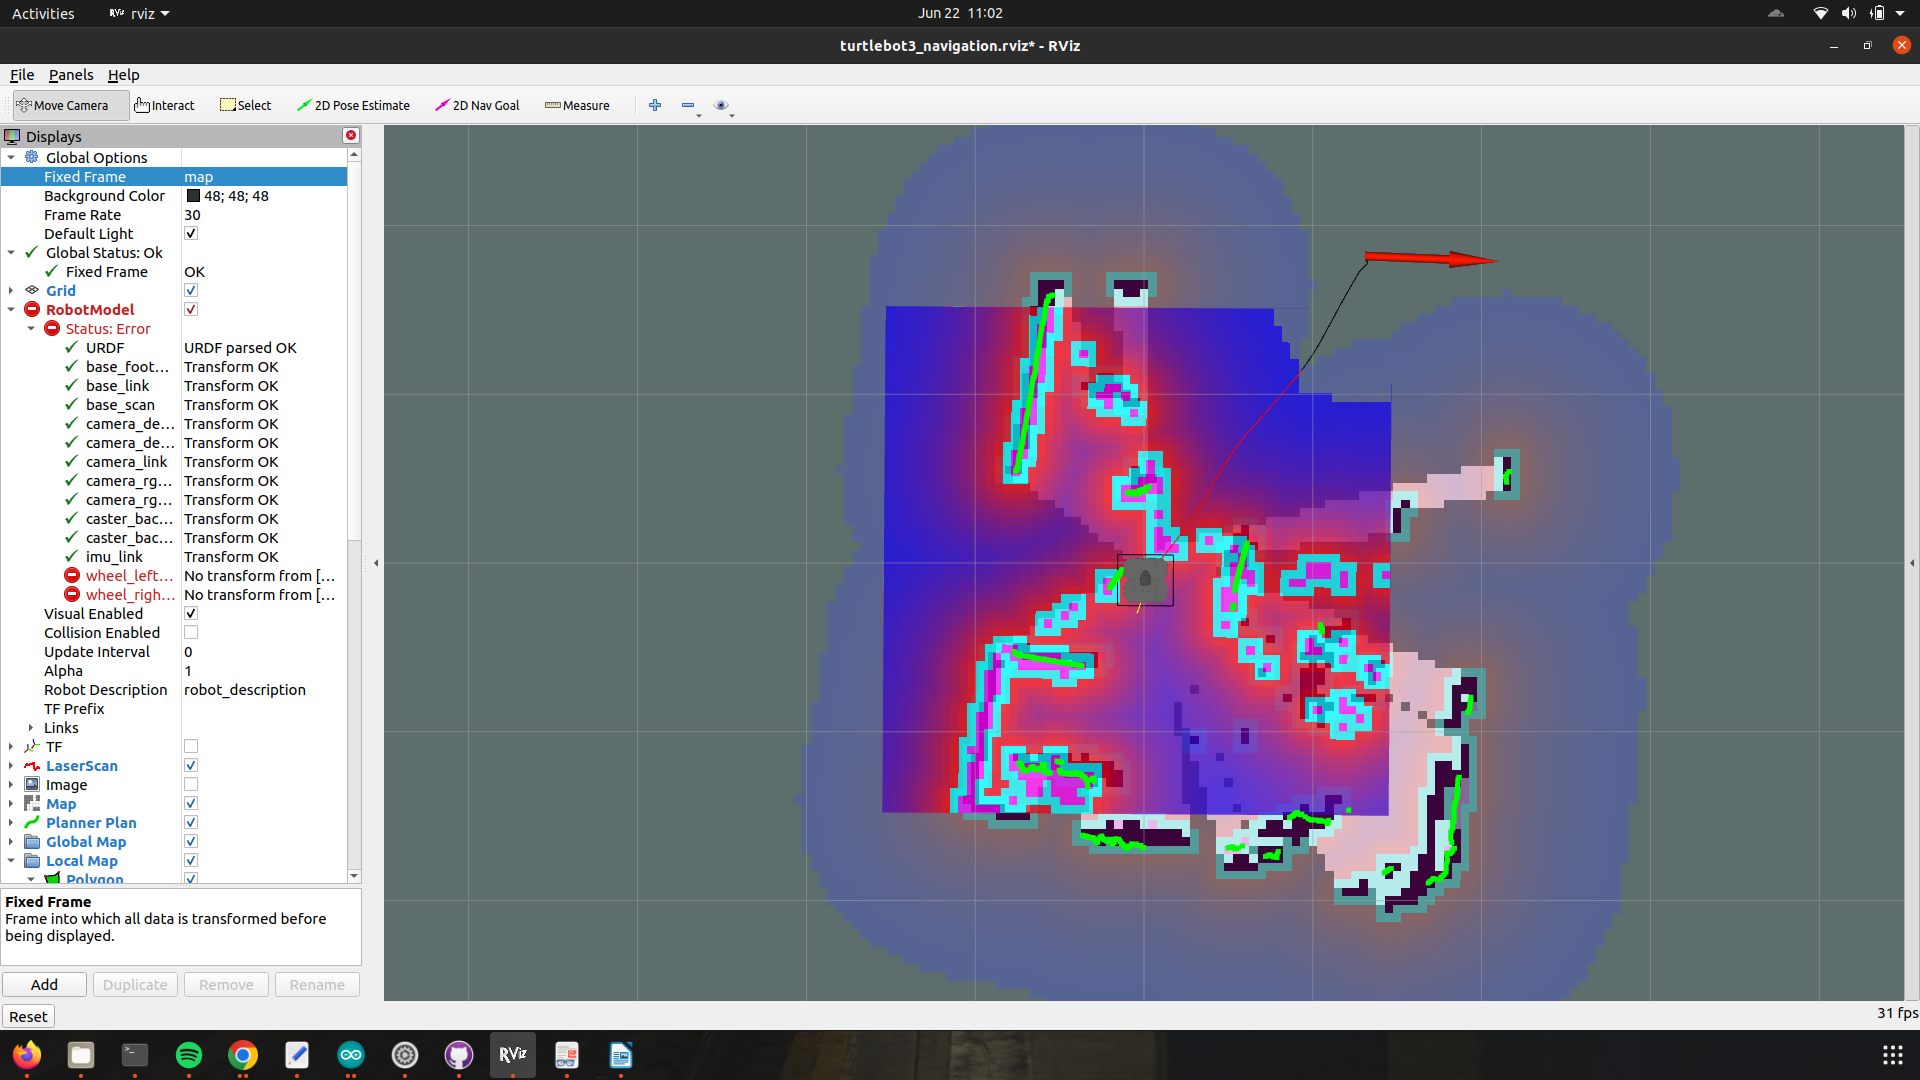 Activities RViz rviz Jun 22 11:02
turtlebot3_navigation.rviz* - RViz
File Panels Help
Move Camera Interact Select 2D Pose Estimate 2D Nav Goal Measure
Displays
Global Options
Fixed Frame map
Background Color 48; 48; 48
Frame Rate 30
Default Light
Global Status: Ok
Fixed Frame OK
Grid
RobotModel
Status: Error
URDF URDF parsed OK
base_foot... Transform OK
base_link Transform OK
base_scan Transform OK
camera_de... Transform OK
camera_de... Transform OK
camera_link Transform OK
camera_rg... Transform OK
camera_rg... Transform OK
caster_bac... Transform OK
caster_bac... Transform OK
imu_link Transform OK
wheel_left... No transform from [...
wheel_righ... No transform from [...
Visual Enabled
Collision Enabled
Update Interval 0
Alpha 1
Robot Description robot_description
TF Prefix
Links
TF
LaserScan
Image
Map
Planner Plan
Global Map
Local Map
Polygon
Fixed Frame
Frame into which all data is transformed before
being displayed.
Add Duplicate Remove Rename
Reset
31 fps
RViz